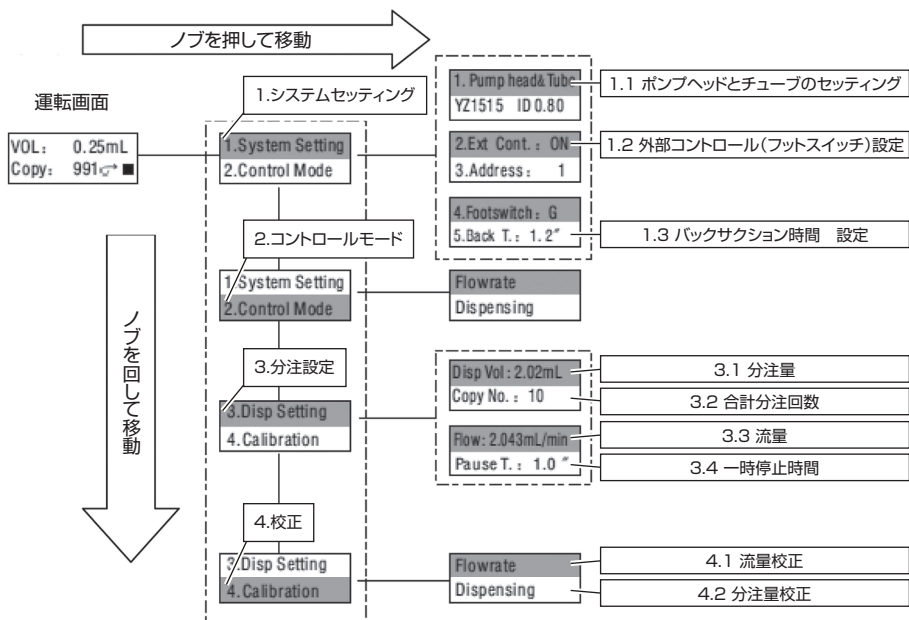 ノブを押して移動
運転画面
VOL: 0.25mL
Copy: 991
ノブを回して移動
1.システムセッティング
1.System Setting
2.Control Mode
1. Pump head&Tube
YZ1515 ID 0.80
1.1 ポンプヘッドとチューブのセッティング
2.Ext Cont.: ON
3.Address: 1
1.2 外部コントロール(フットスイッチ)設定
4.Footswitch: G
5.Back T.: 1.2″
1.3 バックサクション時間 設定
2.コントロールモード
1.System Setting
2.Control Mode
Flowrate
Dispensing
3.分注設定
3.Disp Setting
4.Calibration
Disp Vol: 2.02mL
Copy No.: 10
3.1 分注量
3.2 合計分注回数
Flow: 2.043mL/min
Pause T.: 1.0 ″
3.3 流量
3.4 一時停止時間
4.校正
3.Disp Setting
4.Calibration
Flowrate
Dispensing
4.1 流量校正
4.2 分注量校正